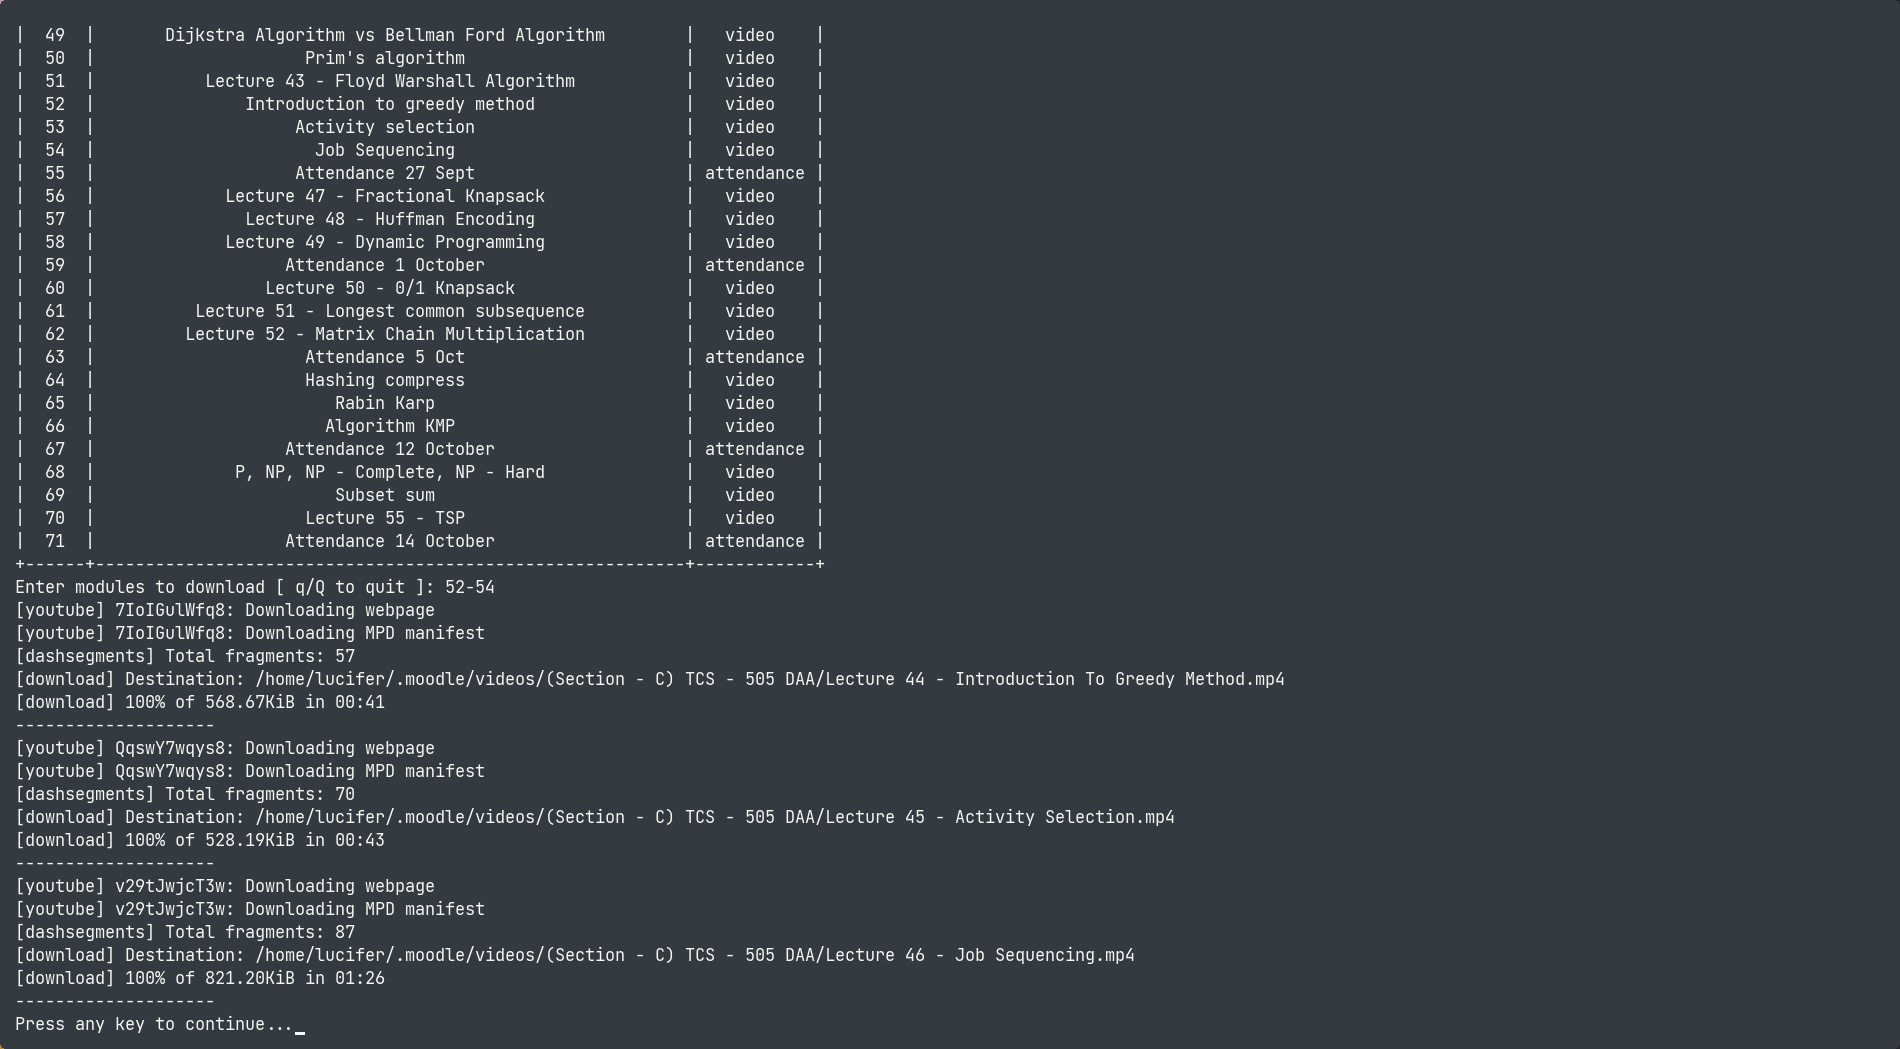 |  49  |       Dijkstra Algorithm vs Bellman Ford Algorithm        |   video    |
|  50  |                     Prim's algorithm                      |   video    |
|  51  |           Lecture 43 - Floyd Warshall Algorithm           |   video    |
|  52  |               Introduction to greedy method               |   video    |
|  53  |                    Activity selection                     |   video    |
|  54  |                      Job Sequencing                       |   video    |
|  55  |                    Attendance 27 Sept                     | attendance |
|  56  |             Lecture 47 - Fractional Knapsack              |   video    |
|  57  |               Lecture 48 - Huffman Encoding               |   video    |
|  58  |             Lecture 49 - Dynamic Programming              |   video    |
|  59  |                   Attendance 1 October                    | attendance |
|  60  |                 Lecture 50 - 0/1 Knapsack                 |   video    |
|  61  |          Lecture 51 - Longest common subsequence          |   video    |
|  62  |         Lecture 52 - Matrix Chain Multiplication          |   video    |
|  63  |                     Attendance 5 Oct                      | attendance |
|  64  |                     Hashing compress                      |   video    |
|  65  |                        Rabin Karp                         |   video    |
|  66  |                       Algorithm KMP                       |   video    |
|  67  |                   Attendance 12 October                   | attendance |
|  68  |              P, NP, NP - Complete, NP - Hard              |   video    |
|  69  |                        Subset sum                         |   video    |
|  70  |                     Lecture 55 - TSP                      |   video    |
|  71  |                   Attendance 14 October                   | attendance |
+------+-----------------------------------------------------------+------------+
Enter modules to download [ q/Q to quit ]: 52-54
[youtube] 7IoIGulWfq8: Downloading webpage
[youtube] 7IoIGulWfq8: Downloading MPD manifest
[dashsegments] Total fragments: 57
[download] Destination: /home/lucifer/.moodle/videos/(Section - C) TCS - 505 DAA/Lecture 44 - Introduction To Greedy Method.mp4
[download] 100% of 568.67KiB in 00:41
--------------------
[youtube] QqswY7wqys8: Downloading webpage
[youtube] QqswY7wqys8: Downloading MPD manifest
[dashsegments] Total fragments: 70
[download] Destination: /home/lucifer/.moodle/videos/(Section - C) TCS - 505 DAA/Lecture 45 - Activity Selection.mp4
[download] 100% of 528.19KiB in 00:43
--------------------
[youtube] v29tJwjcT3w: Downloading webpage
[youtube] v29tJwjcT3w: Downloading MPD manifest
[dashsegments] Total fragments: 87
[download] Destination: /home/lucifer/.moodle/videos/(Section - C) TCS - 505 DAA/Lecture 46 - Job Sequencing.mp4
[download] 100% of 821.20KiB in 01:26
--------------------
Press any key to continue..._